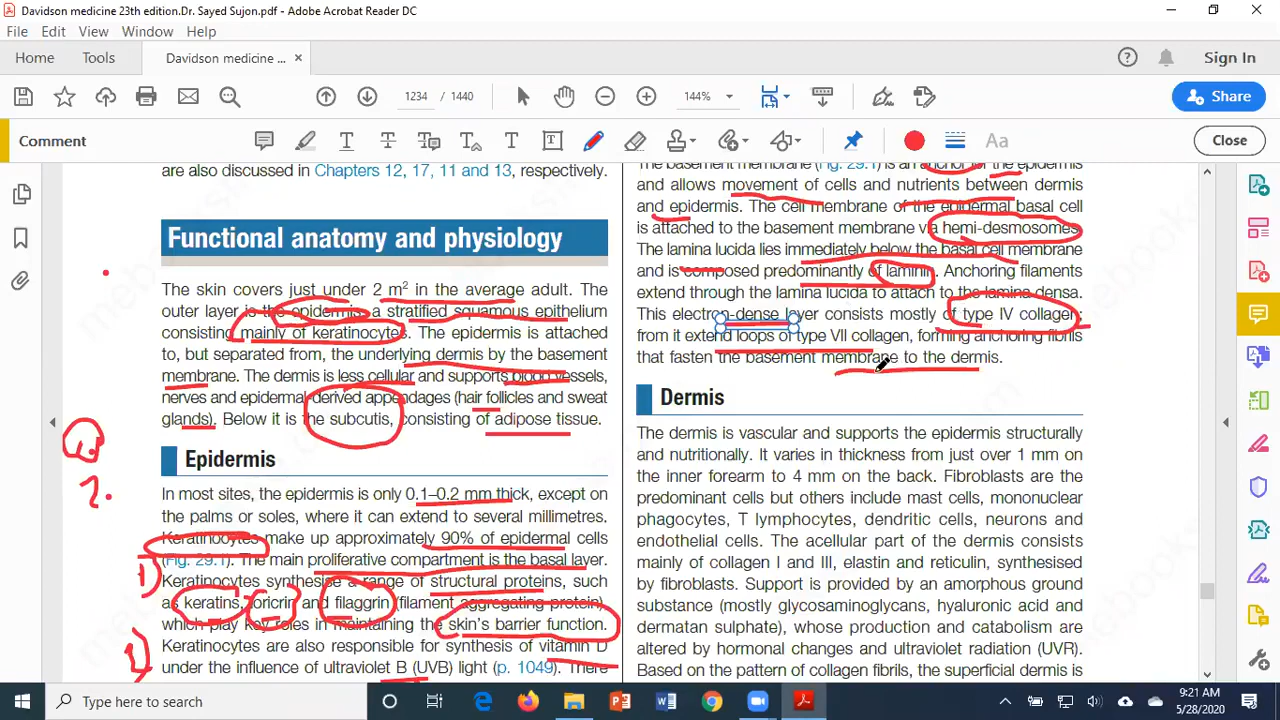 Davidson medicine 23th edition.Dr. Sayed Sujon.pdf - Adobe Acrobat Reader DC
File Edit View Window Help
Home Tools Davidson medicine ... × Sign In
1234 / 1440 144% Share
Comment Close
are also discussed in Chapters 12, 17, 11 and 13, respectively.
Functional anatomy and physiology
The skin covers just under 2 m2 in the average adult. The
outer layer is the epidermis, a stratified squamous epithelium
consisting mainly of keratinocytes. The epidermis is attached
to, but separated from, the underlying dermis by the basement
membrane. The dermis is less cellular and supports blood vessels,
nerves and epidermal-derived appendages (hair follicles and sweat
glands). Below it is the subcutis, consisting of adipose tissue.
Epidermis
In most sites, the epidermis is only 0.1–0.2 mm thick, except on
the palms or soles, where it can extend to several millimetres.
Keratinocytes make up approximately 90% of epidermal cells
(Fig. 29.1). The main proliferative compartment is the basal layer.
Keratinocytes synthesise a range of structural proteins, such
as keratins, loricrin and filaggrin (filament aggregating protein),
which play key roles in maintaining the skin's barrier function.
Keratinocytes are also responsible for synthesis of vitamin D
under the influence of ultraviolet B (UVB) light (p. 1049). There
The basement membrane (Fig. 29.1) is an anchor for the epidermis
and allows movement of cells and nutrients between dermis
and epidermis. The cell membrane of the epidermal basal cell
is attached to the basement membrane via hemi-desmosomes.
The lamina lucida lies immediately below the basal cell membrane
and is composed predominantly of laminin. Anchoring filaments
extend through the lamina lucida to attach to the lamina densa.
This electron-dense layer consists mostly of type IV collagen;
from it extend loops of type VII collagen, forming anchoring fibrils
that fasten the basement membrane to the dermis.
Dermis
The dermis is vascular and supports the epidermis structurally
and nutritionally. It varies in thickness from just over 1 mm on
the inner forearm to 4 mm on the back. Fibroblasts are the
predominant cells but others include mast cells, mononuclear
phagocytes, T lymphocytes, dendritic cells, neurons and
endothelial cells. The acellular part of the dermis consists
mainly of collagen I and III, elastin and reticulin, synthesised
by fibroblasts. Support is provided by an amorphous ground
substance (mostly glycosaminoglycans, hyaluronic acid and
dermatan sulphate), whose production and catabolism are
altered by hormonal changes and ultraviolet radiation (UVR).
Based on the pattern of collagen fibrils, the superficial dermis is
Type here to search
9:21 AM
5/28/2020